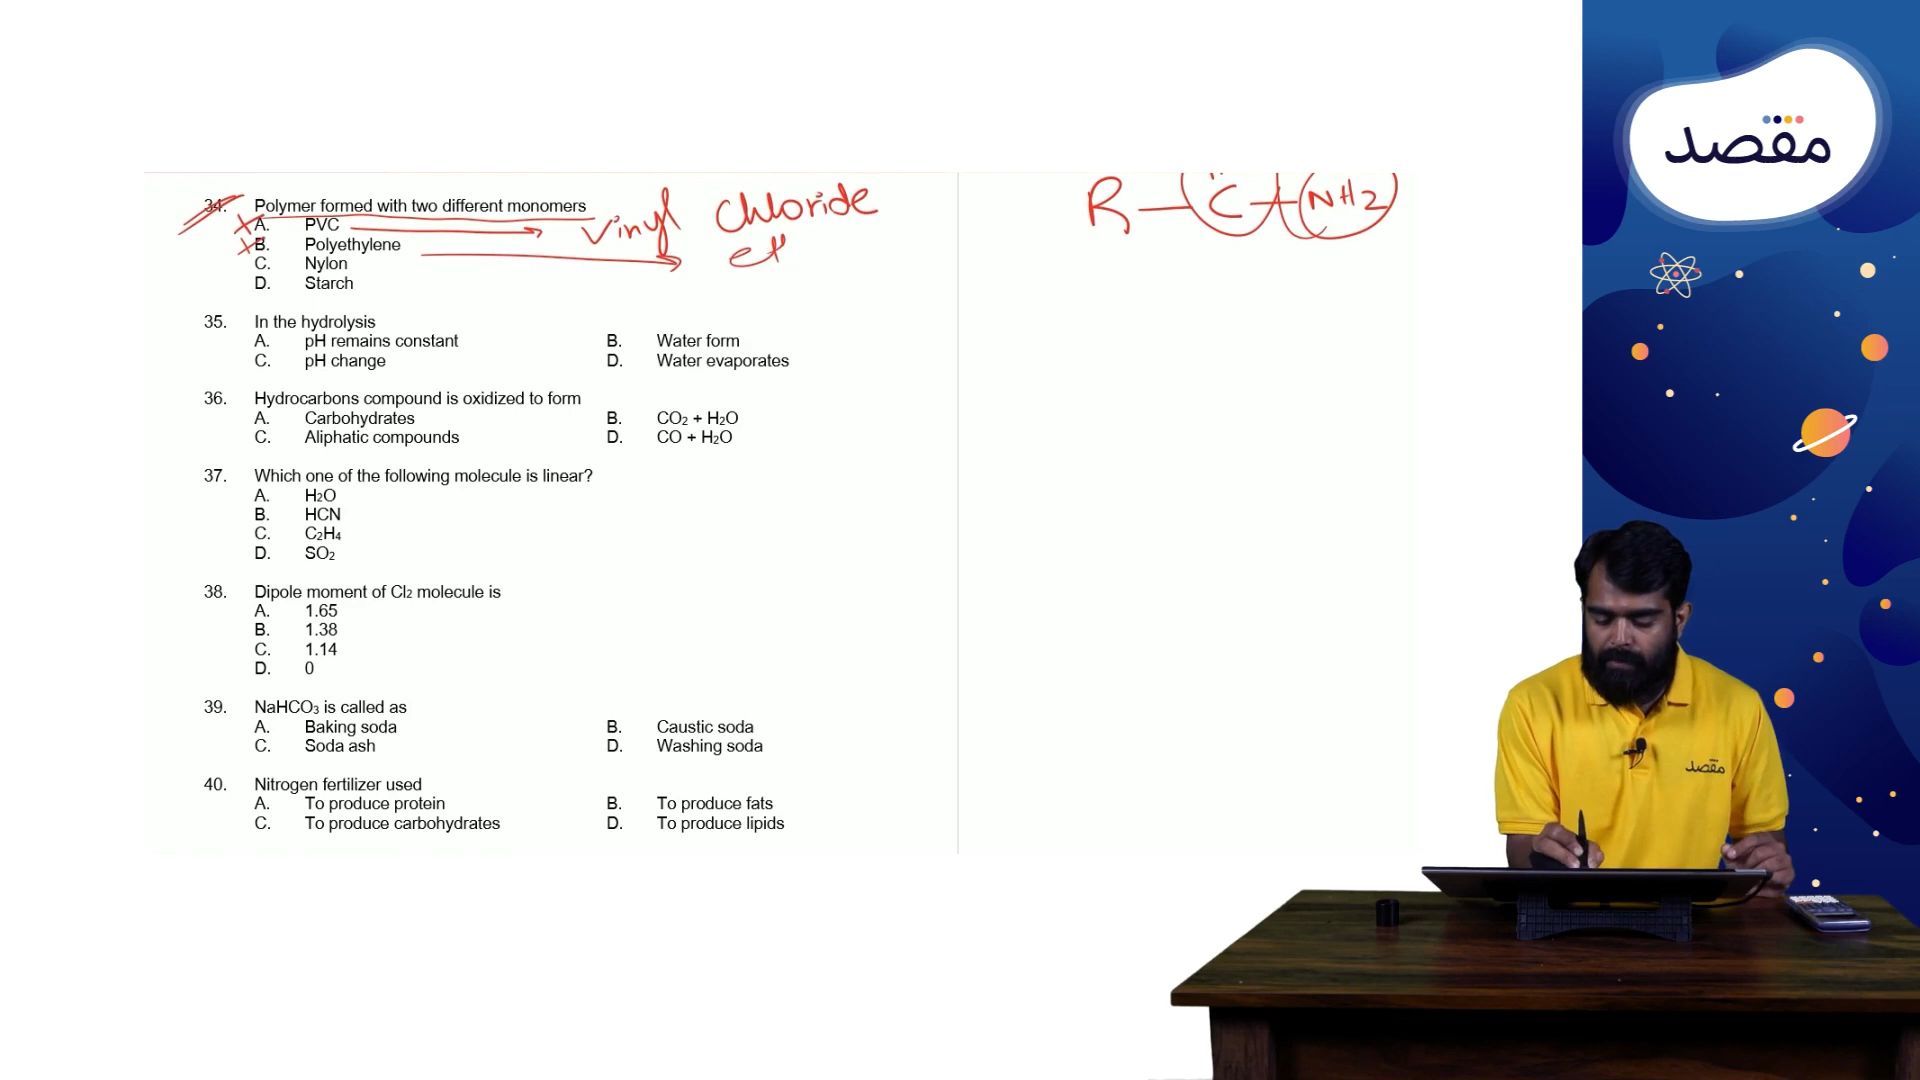 مقصد
34. Polymer formed with two different monomers
A. PVC Vinyl Chloride
B. Polyethylene et
C. Nylon
D. Starch
R - C - NH2
35. In the hydrolysis
A. pH remains constant B. Water form
C. pH change D. Water evaporates
36. Hydrocarbons compound is oxidized to form
A. Carbohydrates B. CO₂ + H₂O
C. Aliphatic compounds D. CO + H₂O
37. Which one of the following molecule is linear?
A. H₂O
B. HCN
C. C₂H₄
D. SO₂
38. Dipole moment of Cl₂ molecule is
A. 1.65
B. 1.38
C. 1.14
D. 0
39. NaHCO₃ is called as
A. Baking soda B. Caustic soda
C. Soda ash D. Washing soda
40. Nitrogen fertilizer used
A. To produce protein B. To produce fats
C. To produce carbohydrates D. To produce lipids
مقصد